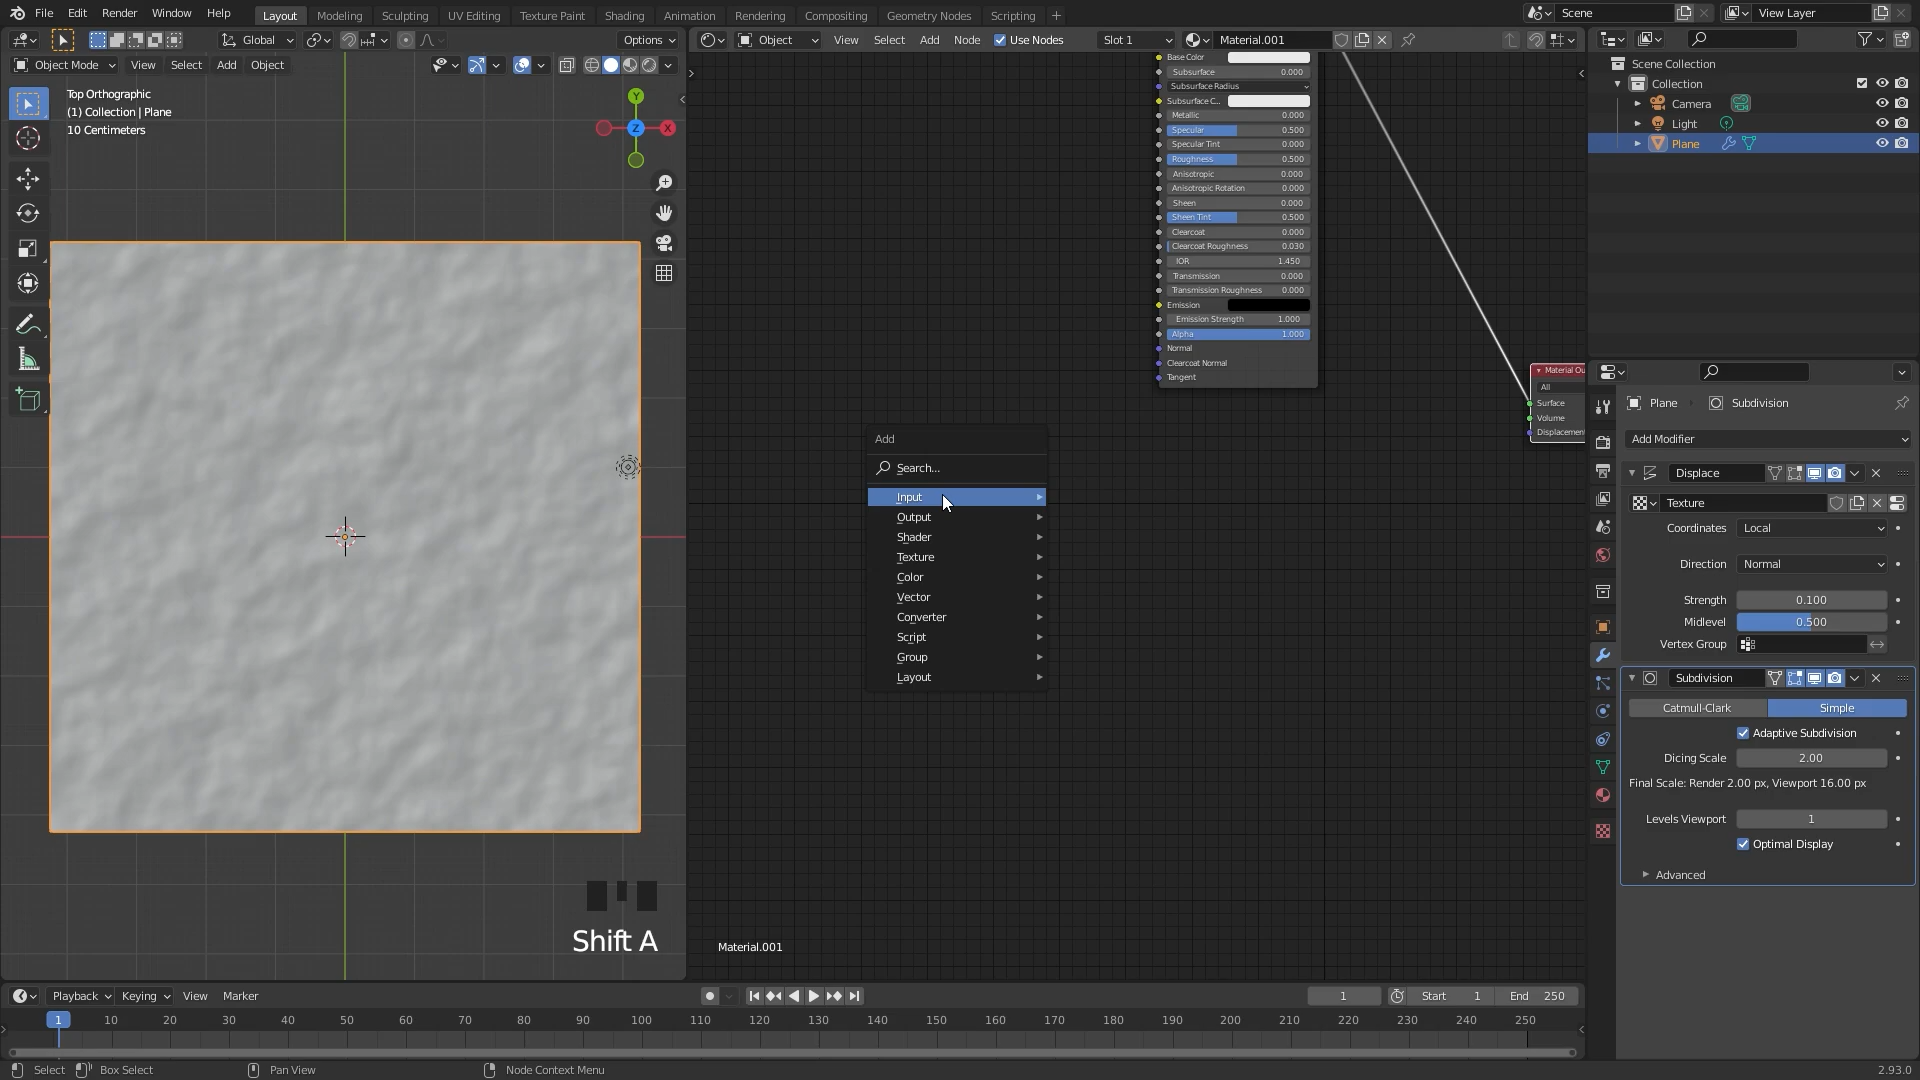 File Edit Render Window Help Layout Modeling Sculpting UV Editing Texture Paint Shading Animation Rendering Compositing Geometry Nodes Scripting + Scene View Layer
Global Options Object View Select Add Node Use Nodes Slot 1 Material.001
Object Mode View Select Add Object
Top Orthographic
(1) Collection | Plane
10 Centimeters
Y
Z
X
Base Color
Subsurface 0.000
Subsurface Radius
Subsurface C...
Metallic 0.000
Specular 0.500
Specular Tint 0.000
Roughness 0.500
Anisotropic 0.000
Anisotropic Rotation 0.000
Sheen 0.000
Sheen Tint 0.500
Clearcoat 0.000
Clearcoat Roughness 0.030
IOR 1.450
Transmission 0.000
Transmission Roughness 0.000
Emission
Emission Strength 1.000
Alpha 1.000
Normal
Clearcoat Normal
Tangent
Material Ou
All
Surface
Volume
Displacement
Add
Search...
Input
Output
Shader
Texture
Color
Vector
Converter
Script
Group
Layout
Shift A
Material.001
Scene Collection
Collection
Camera
Light
Plane
Plane Subdivision
Add Modifier
Displace
Texture
Coordinates Local
Direction Normal
Strength 0.100
Midlevel 0.500
Vertex Group
Subdivision
Catmull-Clark Simple
Adaptive Subdivision
Dicing Scale 2.00
Final Scale: Render 2.00 px, Viewport 16.00 px
Levels Viewport 1
Optimal Display
Advanced
Playback Keying View Marker 1 Start 1 End 250
1 10 20 30 40 50 60 70 80 90 100 110 120 130 140 150 160 170 180 190 200 210 220 230 240 250
Select Box Select Pan View Node Context Menu 2.93.0